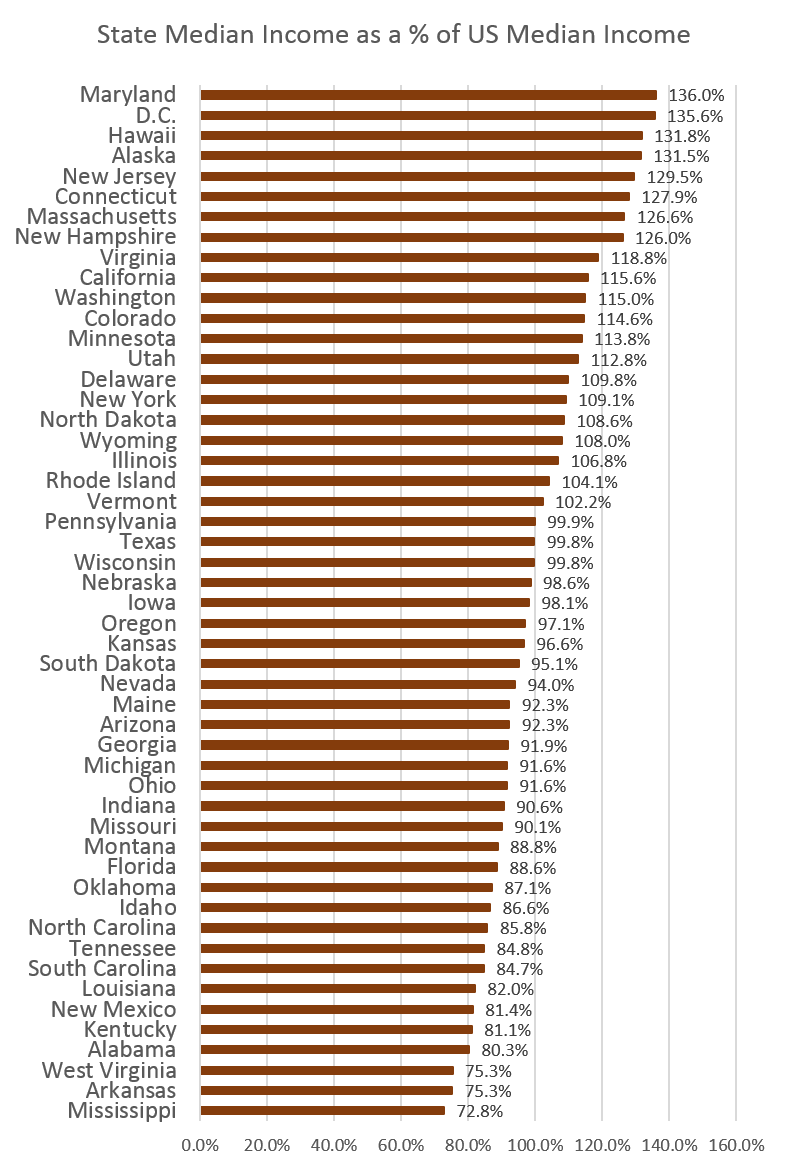 State Median Income as a % of US Median Income
Maryland 136.0%
D.C. 135.6%
Hawaii 131.8%
Alaska 131.5%
New Jersey 129.5%
Connecticut 127.9%
Massachusetts 126.6%
New Hampshire 126.0%
Virginia 118.8%
California 115.6%
Washington 115.0%
Colorado 114.6%
Minnesota 113.8%
Utah 112.8%
Delaware 109.8%
New York 109.1%
North Dakota 108.6%
Wyoming 108.0%
Illinois 106.8%
Rhode Island 104.1%
Vermont 102.2%
Pennsylvania 99.9%
Texas 99.8%
Wisconsin 99.8%
Nebraska 98.6%
Iowa 98.1%
Oregon 97.1%
Kansas 96.6%
South Dakota 95.1%
Nevada 94.0%
Maine 92.3%
Arizona 92.3%
Georgia 91.9%
Michigan 91.6%
Ohio 91.6%
Indiana 90.6%
Missouri 90.1%
Montana 88.8%
Florida 88.6%
Oklahoma 87.1%
Idaho 86.6%
North Carolina 85.8%
Tennessee 84.8%
South Carolina 84.7%
Louisiana 82.0%
New Mexico 81.4%
Kentucky 81.1%
Alabama 80.3%
West Virginia 75.3%
Arkansas 75.3%
Mississippi 72.8%
0.0% 20.0% 40.0% 60.0% 80.0% 100.0% 120.0% 140.0% 160.0%